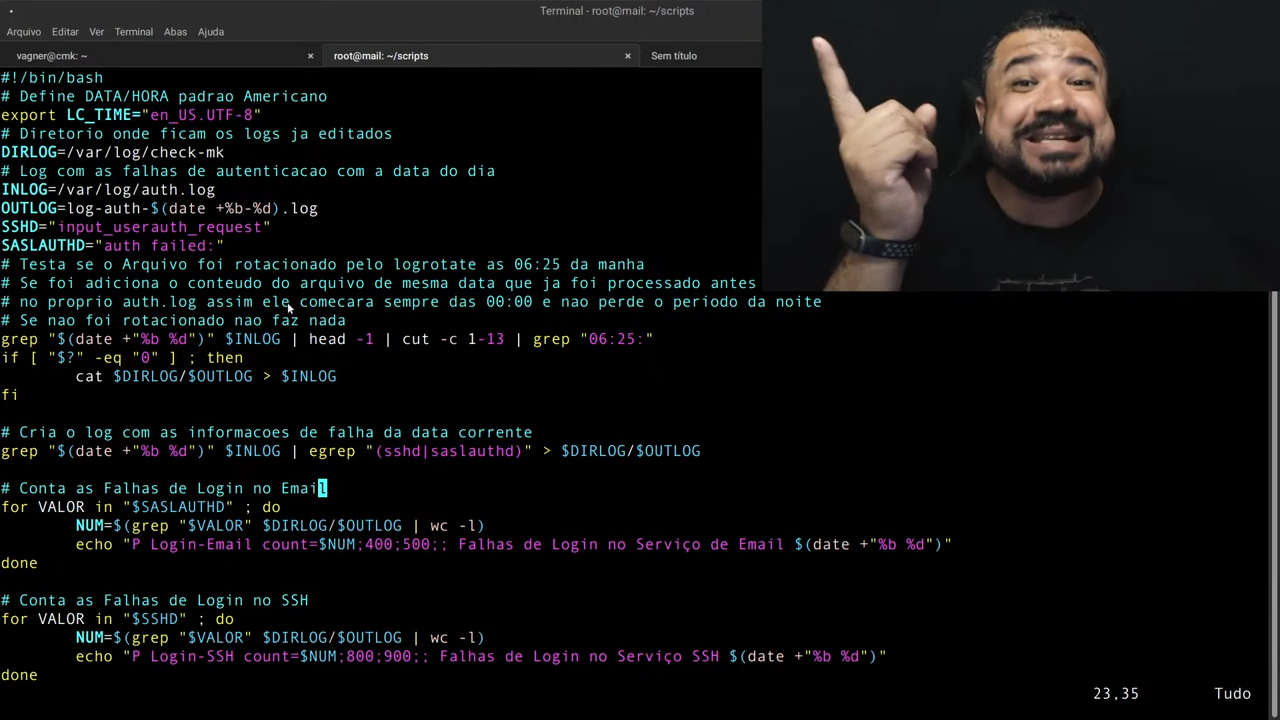 Terminal - root@mail: ~/scripts
Arquivo Editar Ver Terminal Abas Ajuda
vagner@cmk: ~ × root@mail: ~/scripts × Sem título
#!/bin/bash
# Define DATA/HORA padrao Americano
export LC_TIME="en_US.UTF-8"
# Diretorio onde ficam os logs ja editados
DIRLOG=/var/log/check-mk
# Log com as falhas de autenticacao com a data do dia
INLOG=/var/log/auth.log
OUTLOG=log-auth-$(date +%b-%d).log
SSHD="input_userauth_request"
SASLAUTHD="auth failed:"
# Testa se o Arquivo foi rotacionado pelo logrotate as 06:25 da manha
# Se foi adiciona o conteudo do arquivo de mesma data que ja foi processado antes
# no proprio auth.log assim ele comecara sempre das 00:00 e nao perde o periodo da noite
# Se nao foi rotacionado nao faz nada
grep "$(date +"%b %d")" $INLOG | head -1 | cut -c 1-13 | grep "06:25:"
if [ "$?" -eq "0" ] ; then
        cat $DIRLOG/$OUTLOG > $INLOG
fi
# Cria o log com as informacoes de falha da data corrente
grep "$(date +"%b %d")" $INLOG | egrep "(sshd|saslauthd)" > $DIRLOG/$OUTLOG
# Conta as Falhas de Login no Email
for VALOR in "$SASLAUTHD" ; do
        NUM=$(grep "$VALOR" $DIRLOG/$OUTLOG | wc -l)
        echo "P Login-Email count=$NUM;400;500;; Falhas de Login no Serviço de Email $(date +"%b %d")"
done
# Conta as Falhas de Login no SSH
for VALOR in "$SSHD" ; do
        NUM=$(grep "$VALOR" $DIRLOG/$OUTLOG | wc -l)
        echo "P Login-SSH count=$NUM;800;900;; Falhas de Login no Serviço SSH $(date +"%b %d")"
done
23,35 Tudo